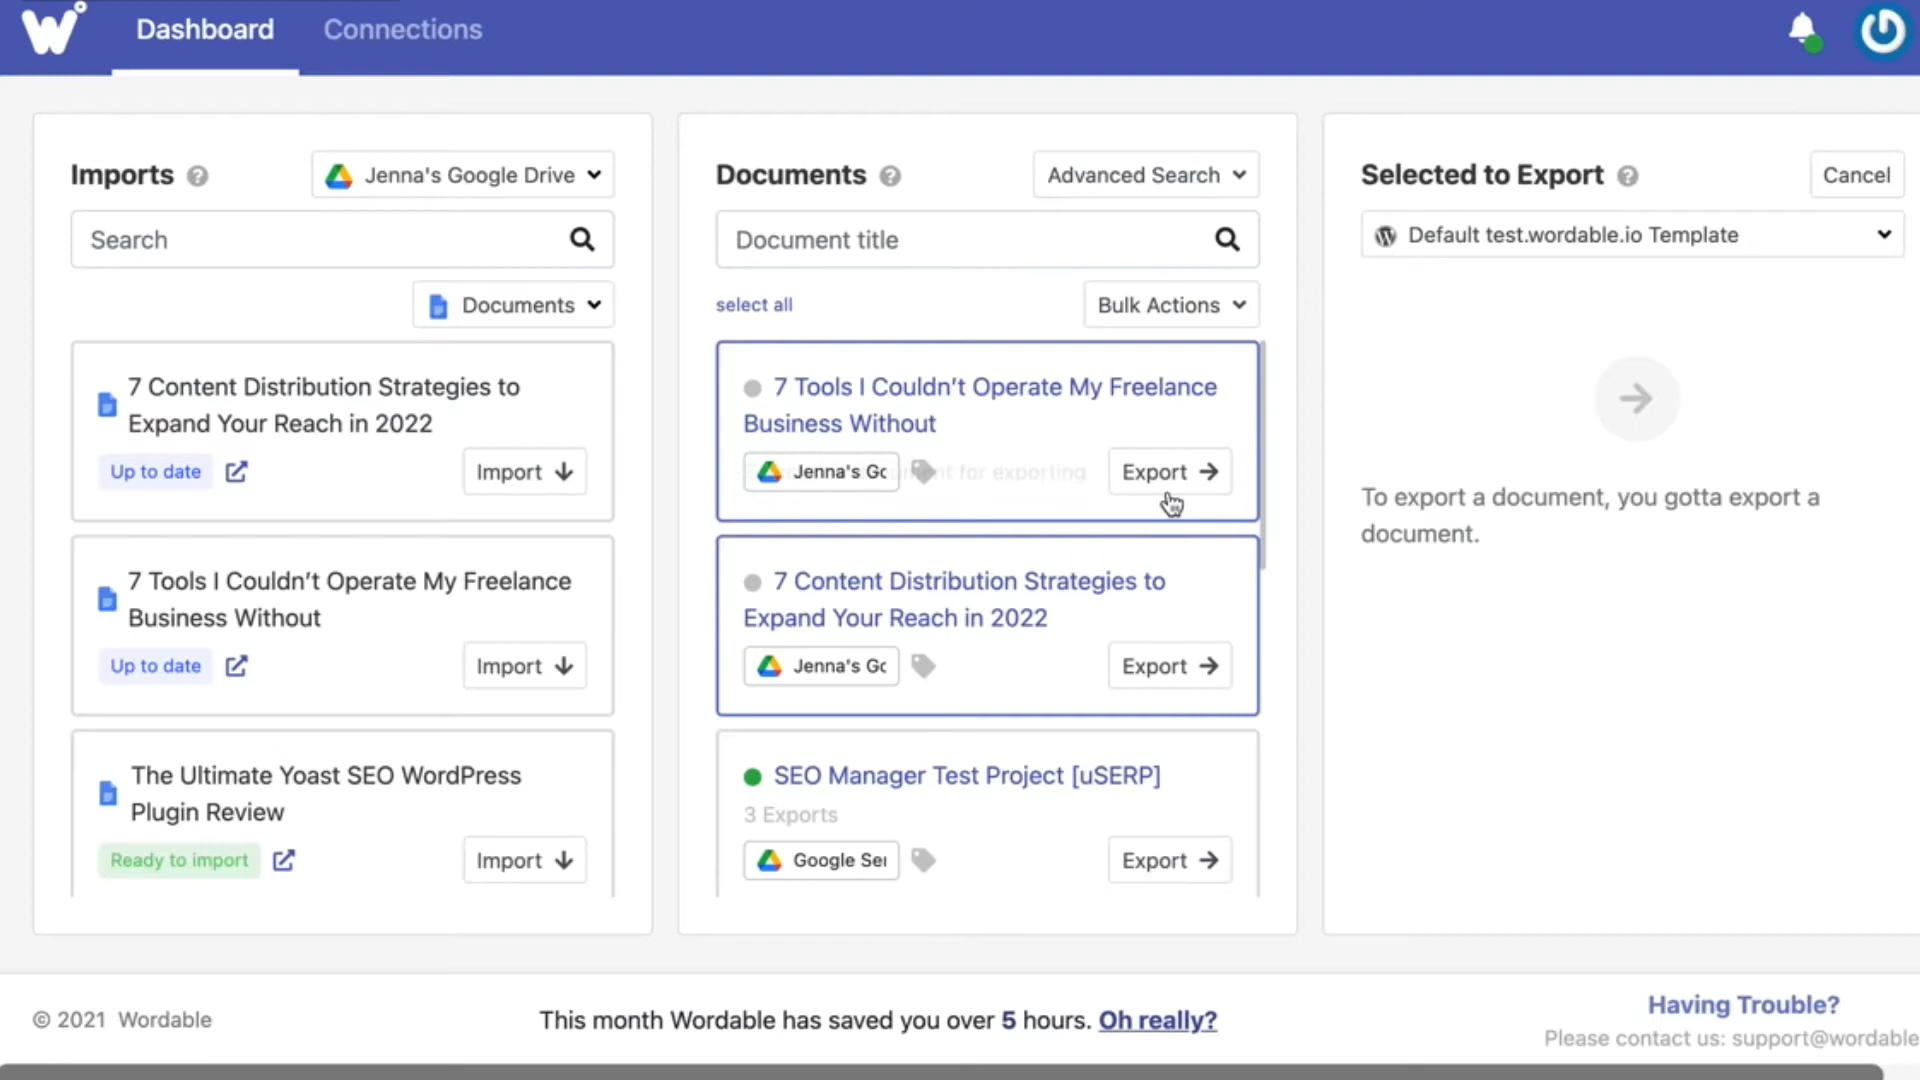 Dashboard
Connections
Imports
Jenna's Google Drive
Search
Documents
7 Content Distribution Strategies to
Expand Your Reach in 2022
Up to date
Import
7 Tools I Couldn't Operate My Freelance
Business Without
Up to date
Import
The Ultimate Yoast SEO WordPress
Plugin Review
Ready to import
Import
Documents
Advanced Search
Document title
select all
Bulk Actions
7 Tools I Couldn't Operate My Freelance
Business Without
Jenna's Gc
for exporting
Export
7 Content Distribution Strategies to
Expand Your Reach in 2022
Jenna's Gc
Export
SEO Manager Test Project [uSERP]
3 Exports
Google Ser
Export
Selected to Export
Cancel
Default test.wordable.io Template
To export a document, you gotta export a
document.
© 2021 Wordable
This month Wordable has saved you over 5 hours. Oh really?
Having Trouble?
Please contact us: support@wordable